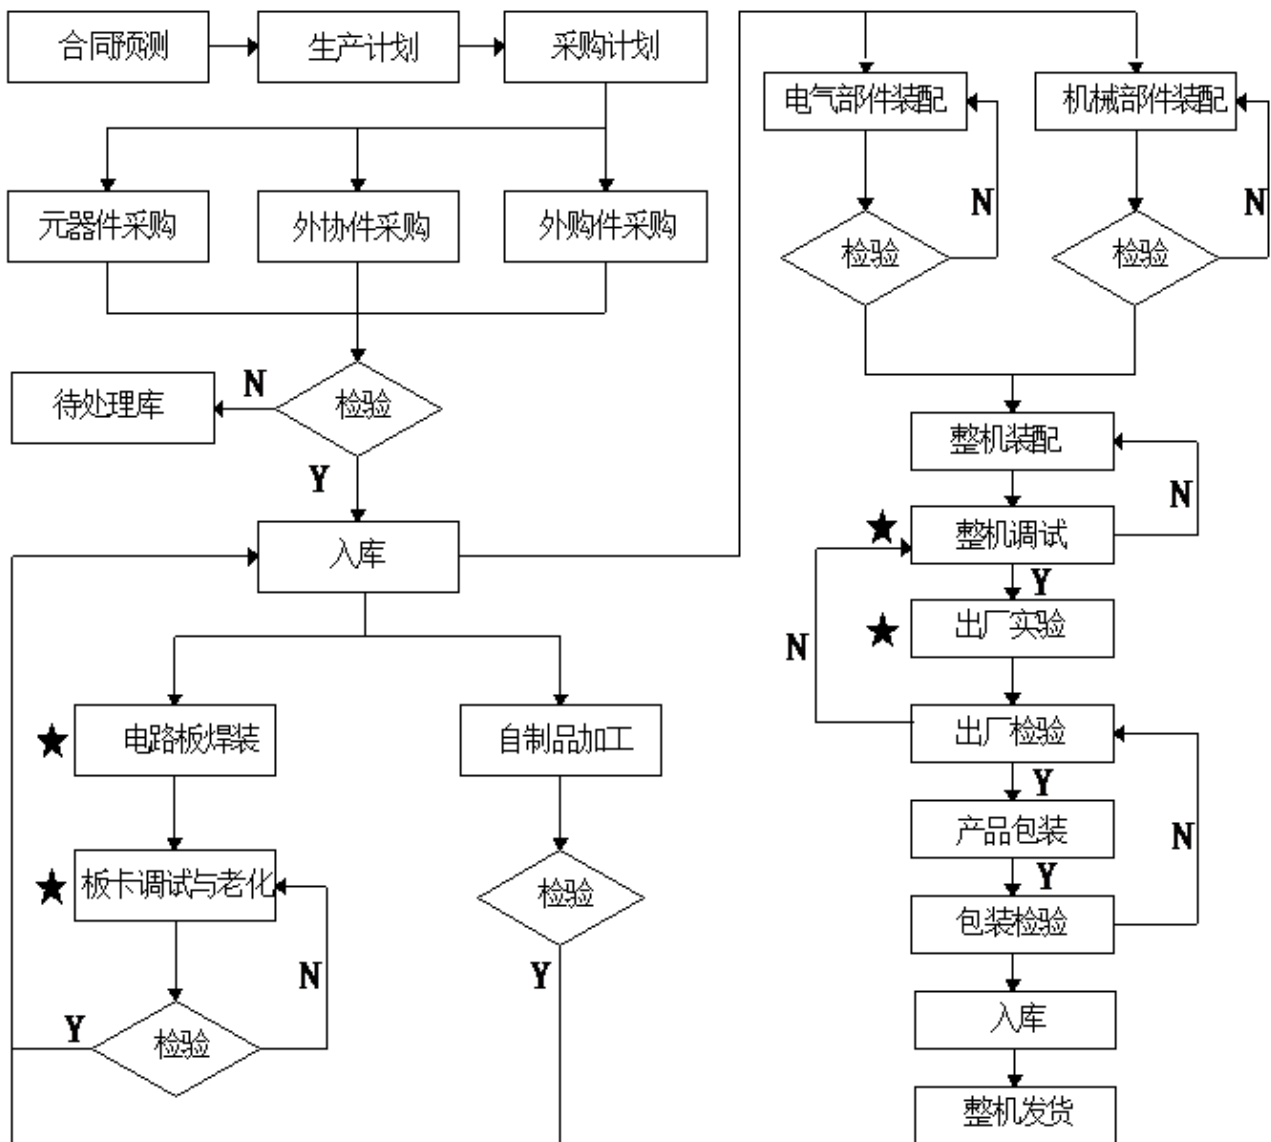 合同预测
生产计划
采购计划
元器件采购
外协件采购
外购件采购
待处理库
N
检验
Y
入库
电路板焊装
自制品加工
板卡调试与老化
N
检验
Y
检验
Y
电气部件装配
机械部件装配
N
N
检验
检验
整机装配
N
整机调试
Y
出厂实验
N
出厂检验
Y
产品包装
N
Y
包装检验
入库
整机发货